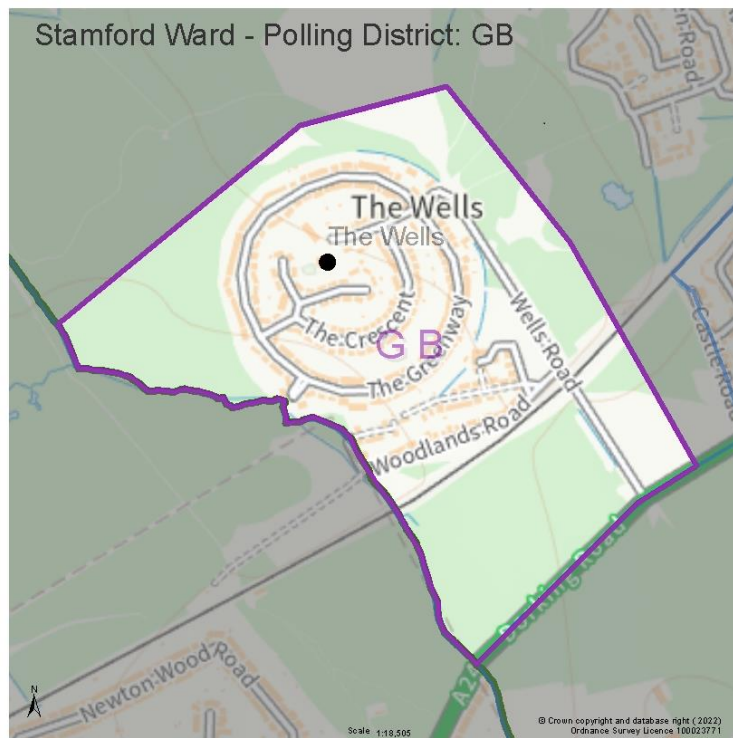 Stamford Ward - Polling District: GB
The Wells
The Wells
The Crescent
G B
The Greenway
Wells Road
Woodlands Road
Castle Road
Dorking Road
A24
Newton Wood Road
N
Scale 1:18,505
© Crown copyright and database right (2022)
Ordnance Survey Licence 100023771